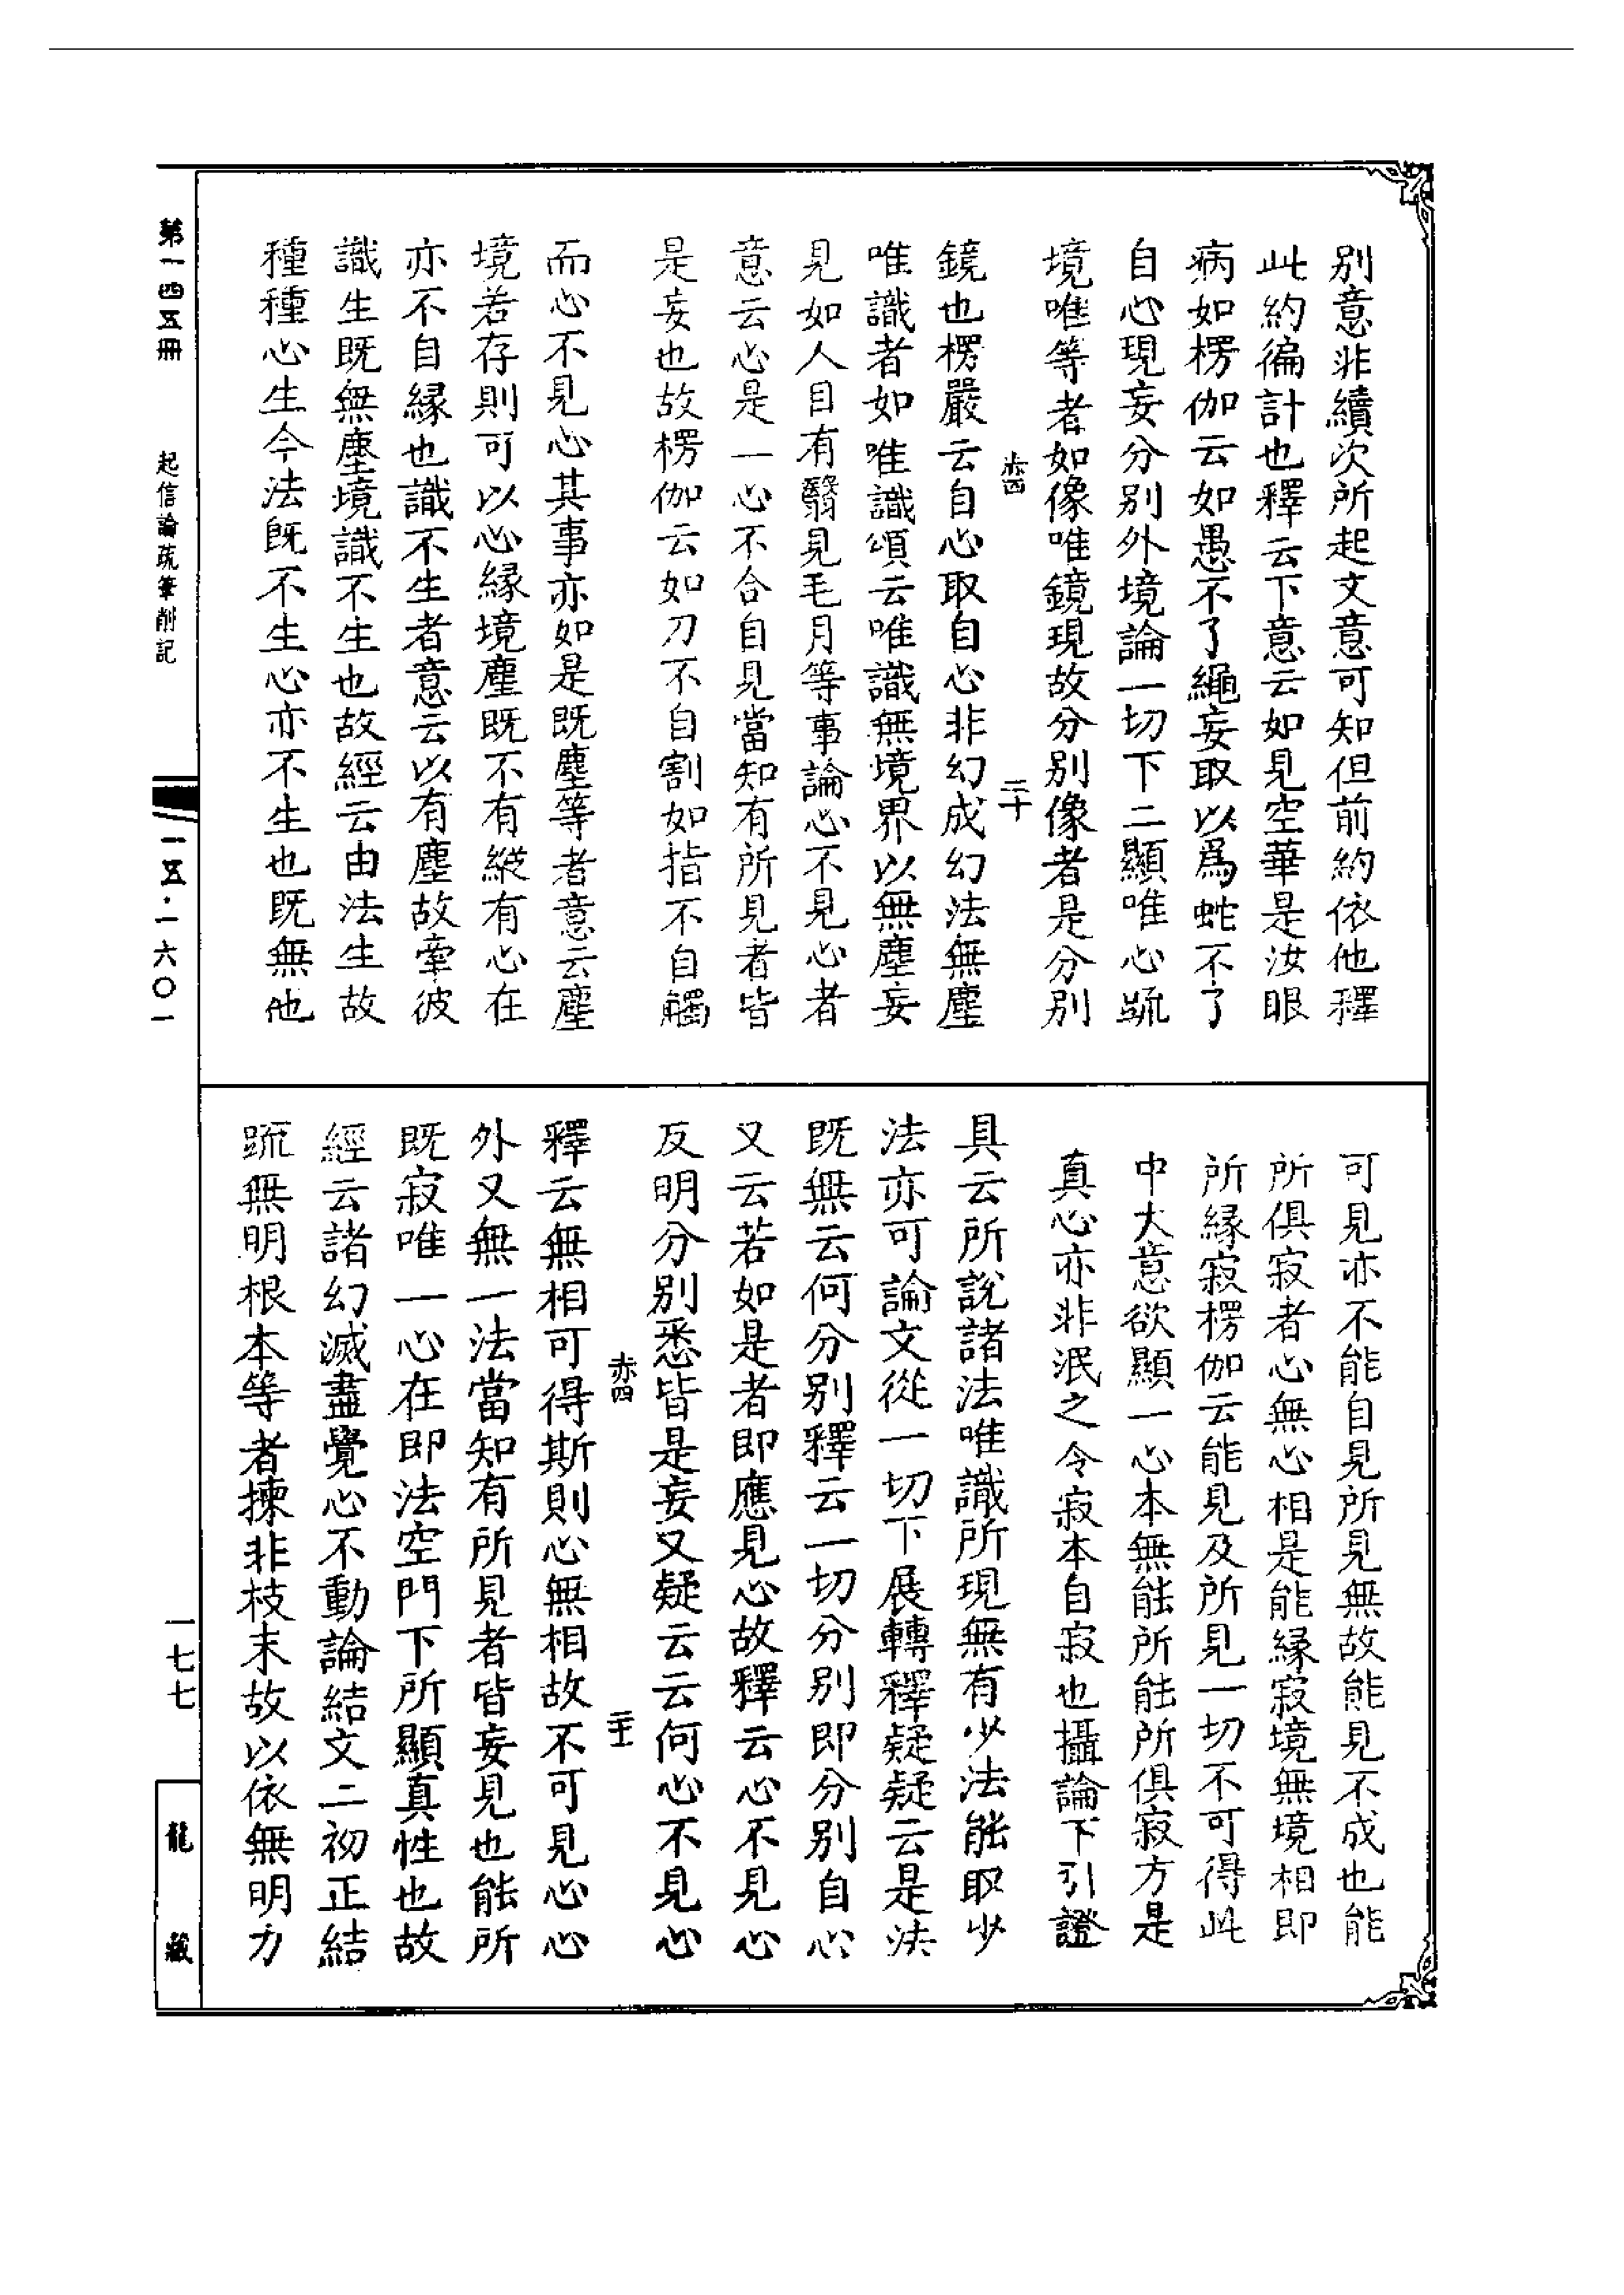 別意非續次所起文意可知但前約依他釋
此約徧計也釋云下意云如見空華是汝眼
病如楞伽云如愚不了繩妄取以爲蛇不了
自心現妄分別外境論一切下二顯唯心䟽
境唯等者如像唯鏡現故分別像者是分別
赤四
三十
鏡也楞嚴云自心取自心非幻成幻法無塵
唯識者如唯識頌云唯識無境界以無塵妄
見如人目有翳見毛月等事論心不見心者
意云心是一心不合自見當知有所見者皆
是妄也故楞伽云如刀不自割如指不自觸
而心不見心其事亦如是既塵等者意云塵
境若存則可以心緣境塵既不有縱有心在
亦不自緣也識不生者意云以有塵故牽彼
識生既無塵境識不生也故經云由法生故
種種心生今法既不生心亦不生也既無他
可見亦不能自見所見無故能見不成也能
所俱寂者心無心相是能緣寂境無境相即
所緣寂楞伽云能見及所見一切不可得此
中大意欲顯一心本無能所能所俱寂方是
真心亦非泯之令寂本自寂也攝論下引證
具云所說諸法唯識所現無有少法能取少
法亦可論文從一切下展轉釋疑疑云是法
既無云何分別釋云一切分別即分別自心
又云若如是者即應見心故釋云心不見心
反明分別悉皆是妄又疑云云何心不見心
赤四
三十一
釋云無相可得斯則心無相故不可見心心
外又無一法當知有所見者皆妄見也能所
既寂唯一心在即法空門下所顯真性也故
經云諸幻滅盡覺心不動論結文二初正結
䟽無明根本等者揀非枝末故以依無明力
第一四五冊
起信論疏筆削記
一五·一六〇一
一七七
龍藏